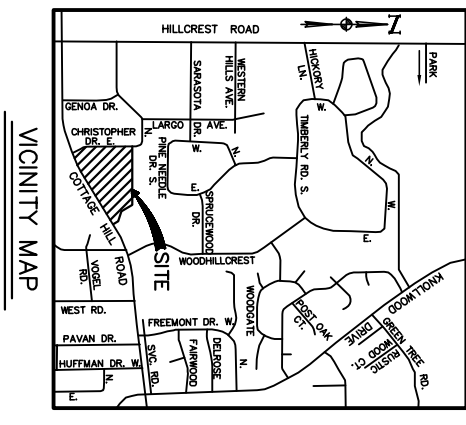 HILLCREST ROAD
Z
PARK
HICKORY
LN.
WESTERN
HILLS AVE.
SARASOTA
DR.
GENOA DR.
LARGO AVE.
CHRISTOPHER
DR. E.
N.
PINE NEEDLE
DR. S.
W.
N.
E.
SPRUCEWOOD
DR.
W.
TIMBERLY RD. S.
N.
W.
E.
COTTAGE HILL ROAD
SITE
WOODHILLCREST
VOGEL
RD.
WEST RD.
PAVAN DR.
HUFFMAN DR. W.
N.
E.
FREEMONT DR. W.
SVC. RD.
FAIRWOOD
DELROSE
N.
WOODGATE
POST OAK
CT.
KNOLLWOOD
DRIVE
GREEN TREE RD.
RUSTIC
WOOD CT.
VICINITY MAP